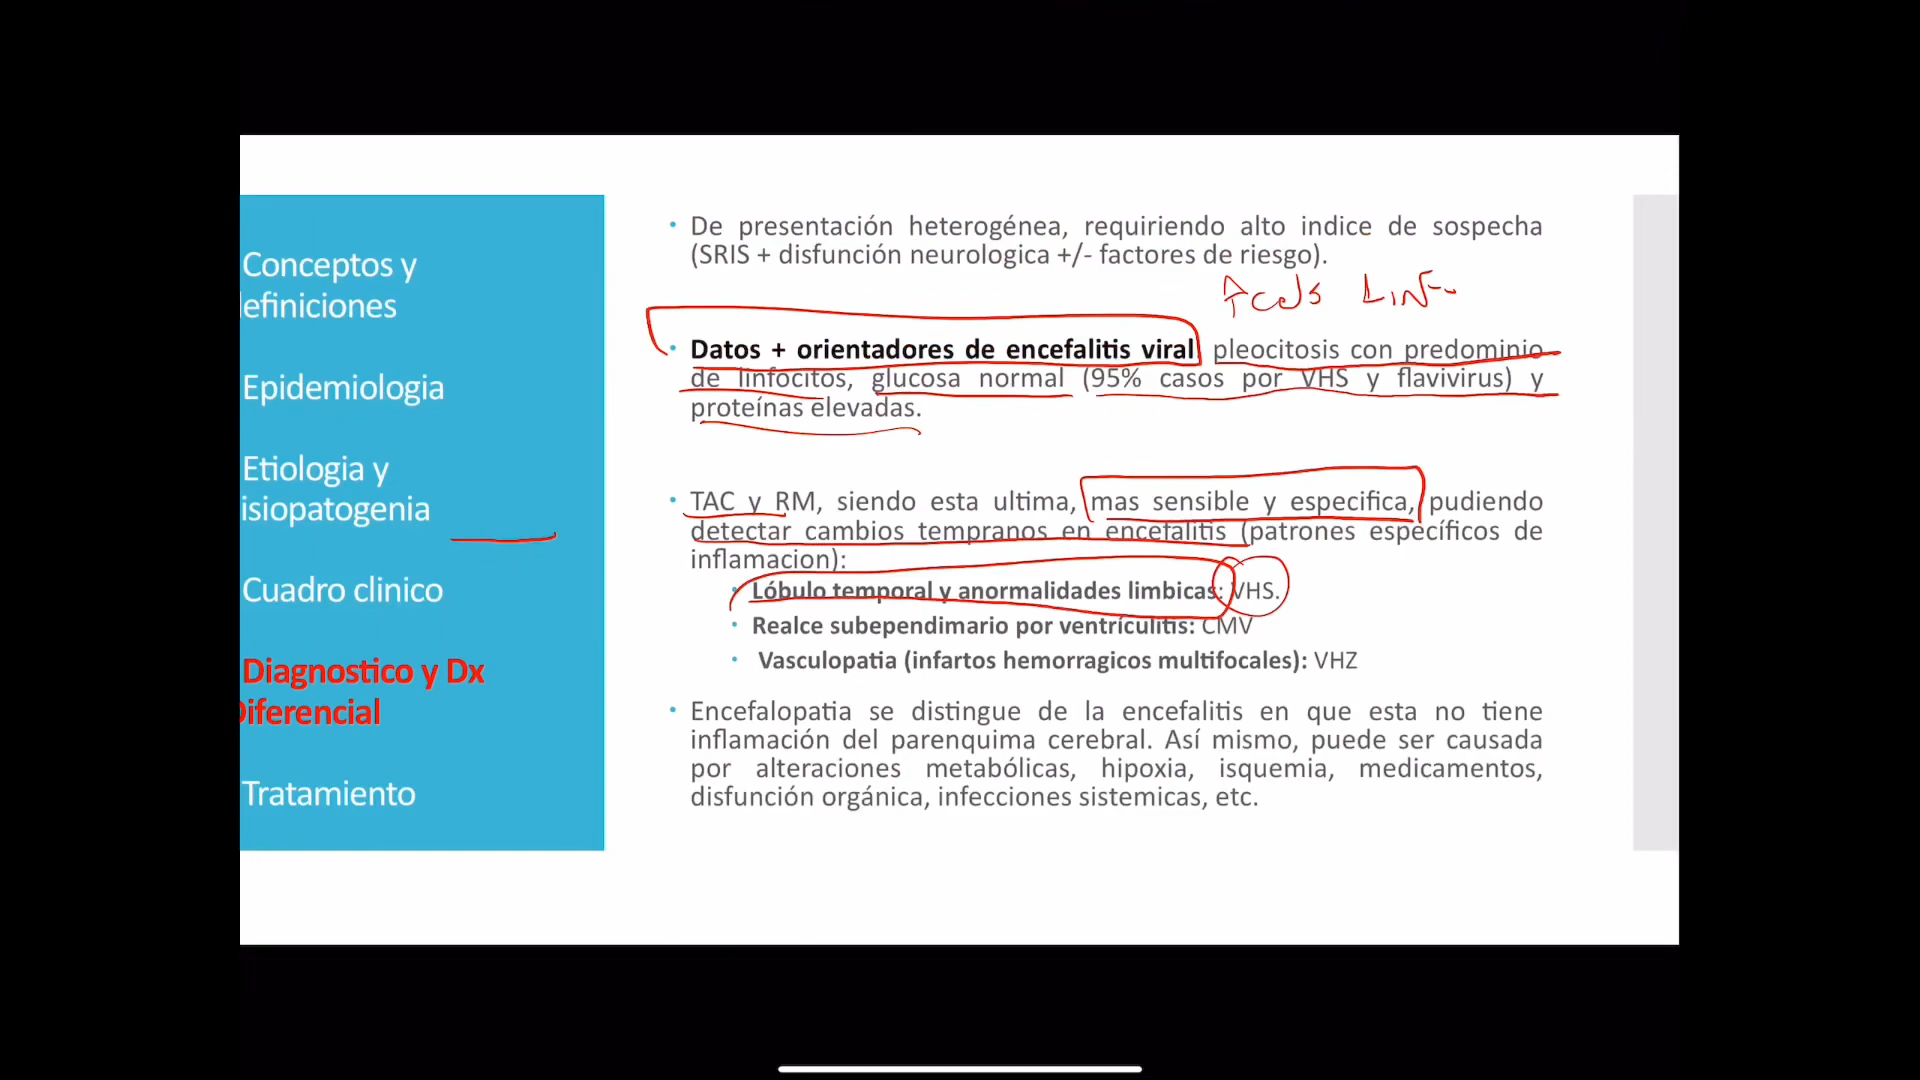 Conceptos y
efiniciones
Epidemiologia
Etiologia y
isiopatogenia
Cuadro clinico
Diagnostico y Dx
Diferencial
Tratamiento
• De presentación heterogénea, requiriendo alto indice de sospecha
(SRIS + disfunción neurologica +/- factores de riesgo).
↑cels Linf.
• Datos + orientadores de encefalitis viral pleocitosis con predominio
de linfocitos, glucosa normal (95% casos por VHS y flavivirus) y
proteínas elevadas.
• TAC y RM, siendo esta ultima, mas sensible y especifica, pudiendo
detectar cambios tempranos en encefalitis (patrones específicos de
inflamacion):
• Lóbulo temporal y anormalidades limbicas: VHS.
• Realce subependimario por ventrículitis: CMV
• Vasculopatia (infartos hemorragicos multifocales): VHZ
• Encefalopatia se distingue de la encefalitis en que esta no tiene
inflamación del parenquima cerebral. Así mismo, puede ser causada
por alteraciones metabólicas, hipoxia, isquemia, medicamentos,
disfunción orgánica, infecciones sistemicas, etc.